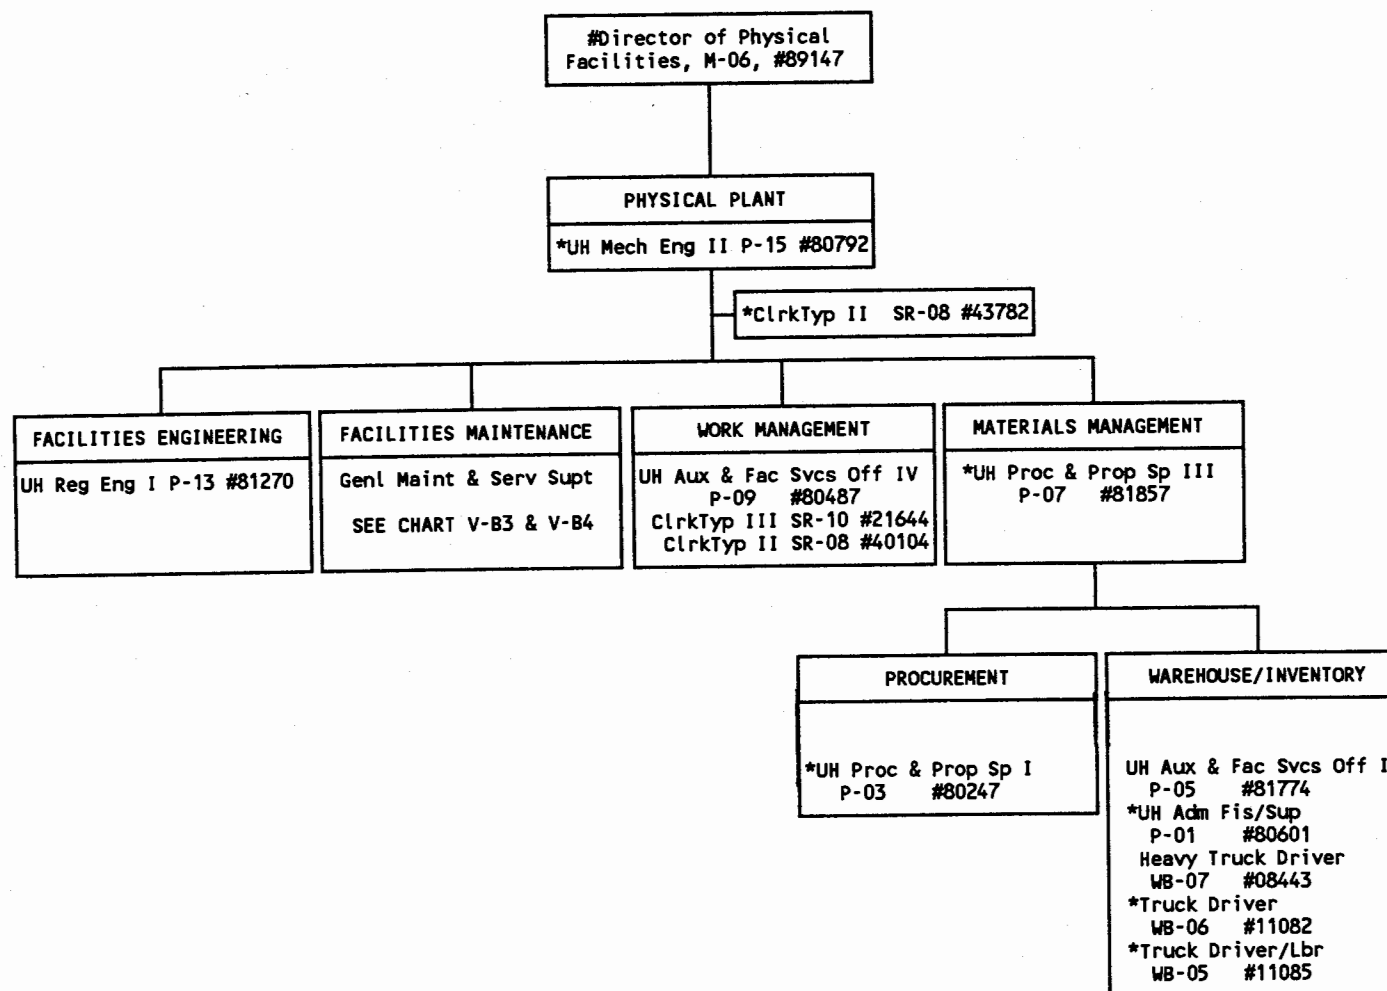 #Director of Physical
Facilities, M-06, #89147
PHYSICAL PLANT
*UH Mech Eng II P-15 #80792
*ClrkTyp II SR-08 #43782
FACILITIES ENGINEERING
UH Reg Eng I P-13 #81270
FACILITIES MAINTENANCE
Genl Maint & Serv Supt
SEE CHART V-B3 & V-B4
WORK MANAGEMENT
UH Aux & Fac Svcs Off IV
P-09 #80487
ClrkTyp III SR-10 #21644
ClrkTyp II SR-08 #40104
MATERIALS MANAGEMENT
*UH Proc & Prop Sp III
P-07 #81857
PROCUREMENT
*UH Proc & Prop Sp I
P-03 #80247
WAREHOUSE/INVENTORY
UH Aux & Fac Svcs Off
P-05 #81774
*UH Adm Fis/Sup
P-01 #80601
Heavy Truck Driver
WB-07 #08443
*Truck Driver
WB-06 #11082
*Truck Driver/Lbr
WB-05 #11085